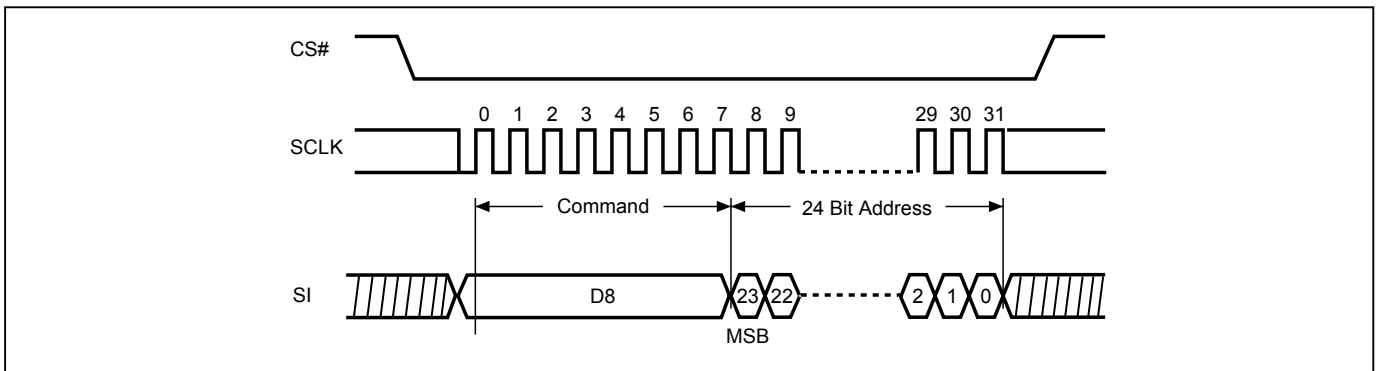 CS#
0 1 2 3 4 5 6 7 8 9 29 30 31
SCLK
Command 24 Bit Address
SI D8 23 22 2 1 0
MSB